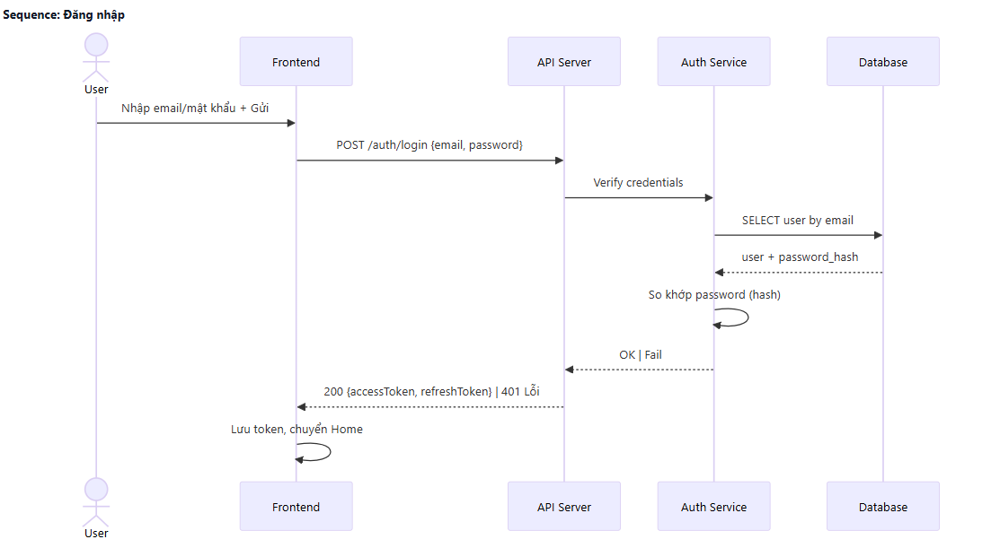 Sequence: Đăng nhập
User
Frontend
API Server
Auth Service
Database
Nhập email/mật khẩu + Gửi
POST /auth/login {email, password}
Verify credentials
SELECT user by email
user + password_hash
So khớp password (hash)
OK | Fail
200 {accessToken, refreshToken} | 401 Lỗi
Lưu token, chuyển Home
User
Frontend
API Server
Auth Service
Database